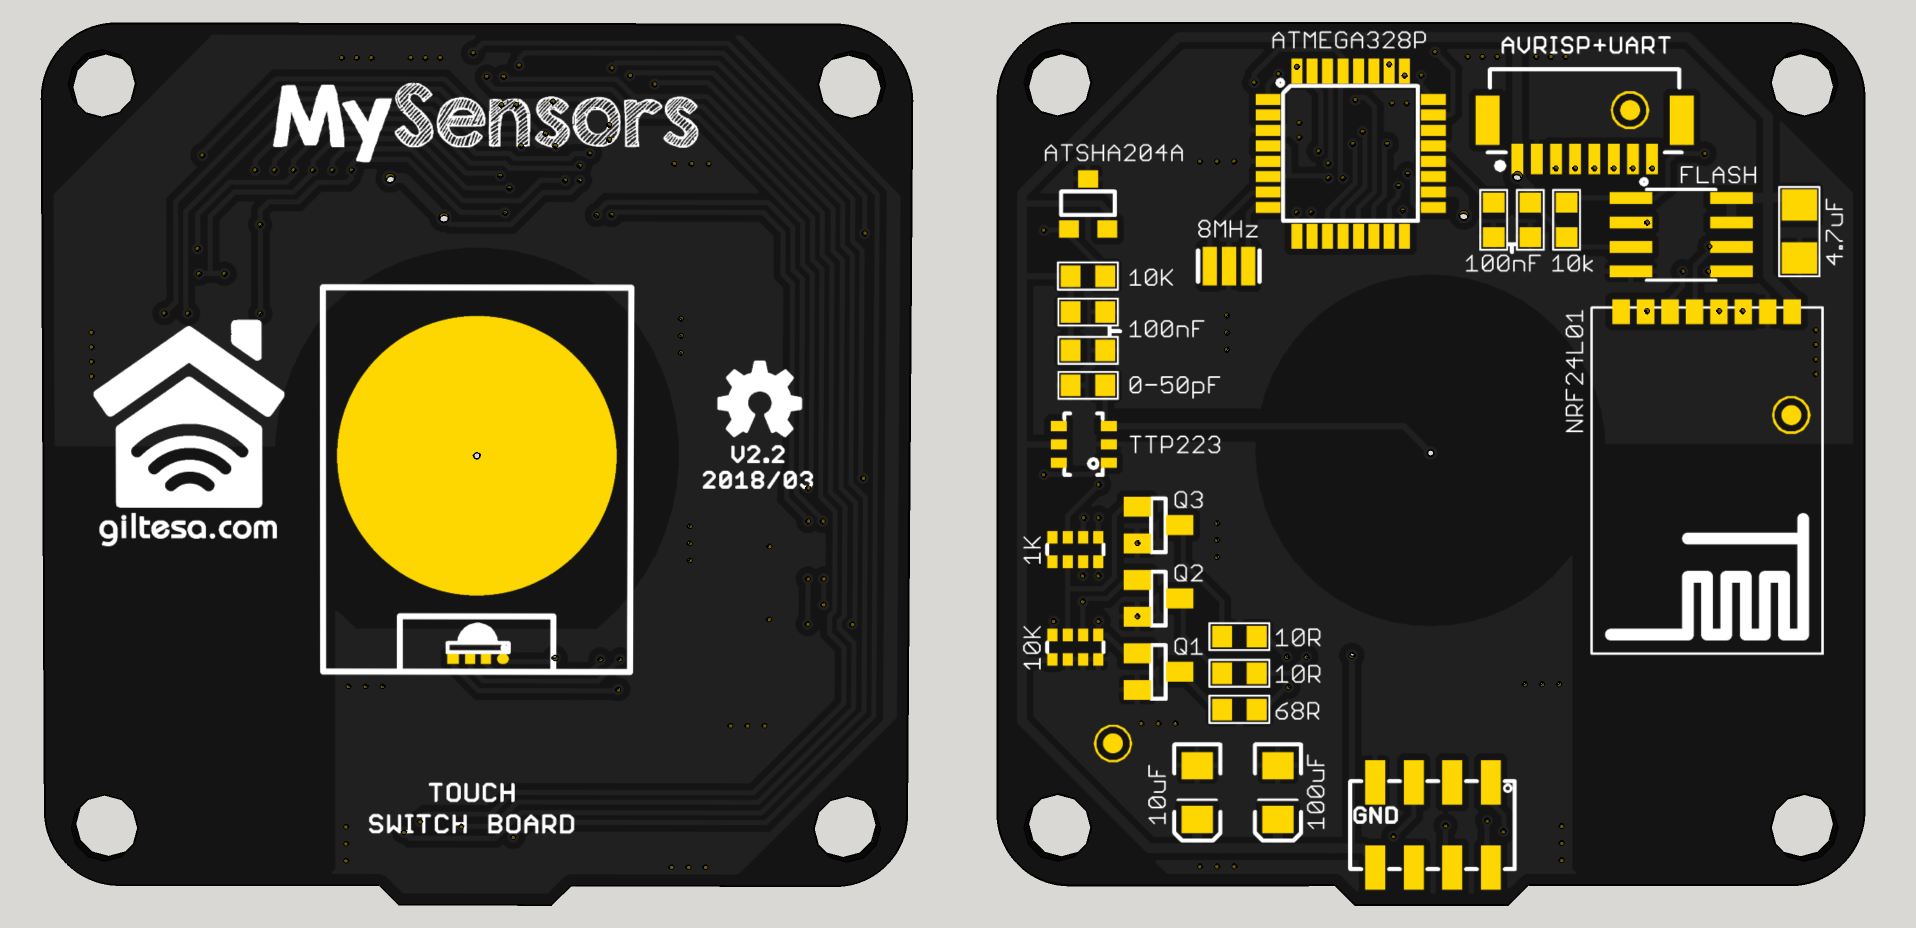 MySensors
giltesa.com
V2.2
2018/03
TOUCH
SWITCH BOARD
ATMEGA328P
AVRISP+UART
ATSHA204A
FLASH
8MHz
4.7uF
100nF 10k
10K
100nF
NRF24L01
0-50pF
TTP223
Q3
1K
Q2
10K
Q1
10R
10R
68R
10uF
100uF
GND